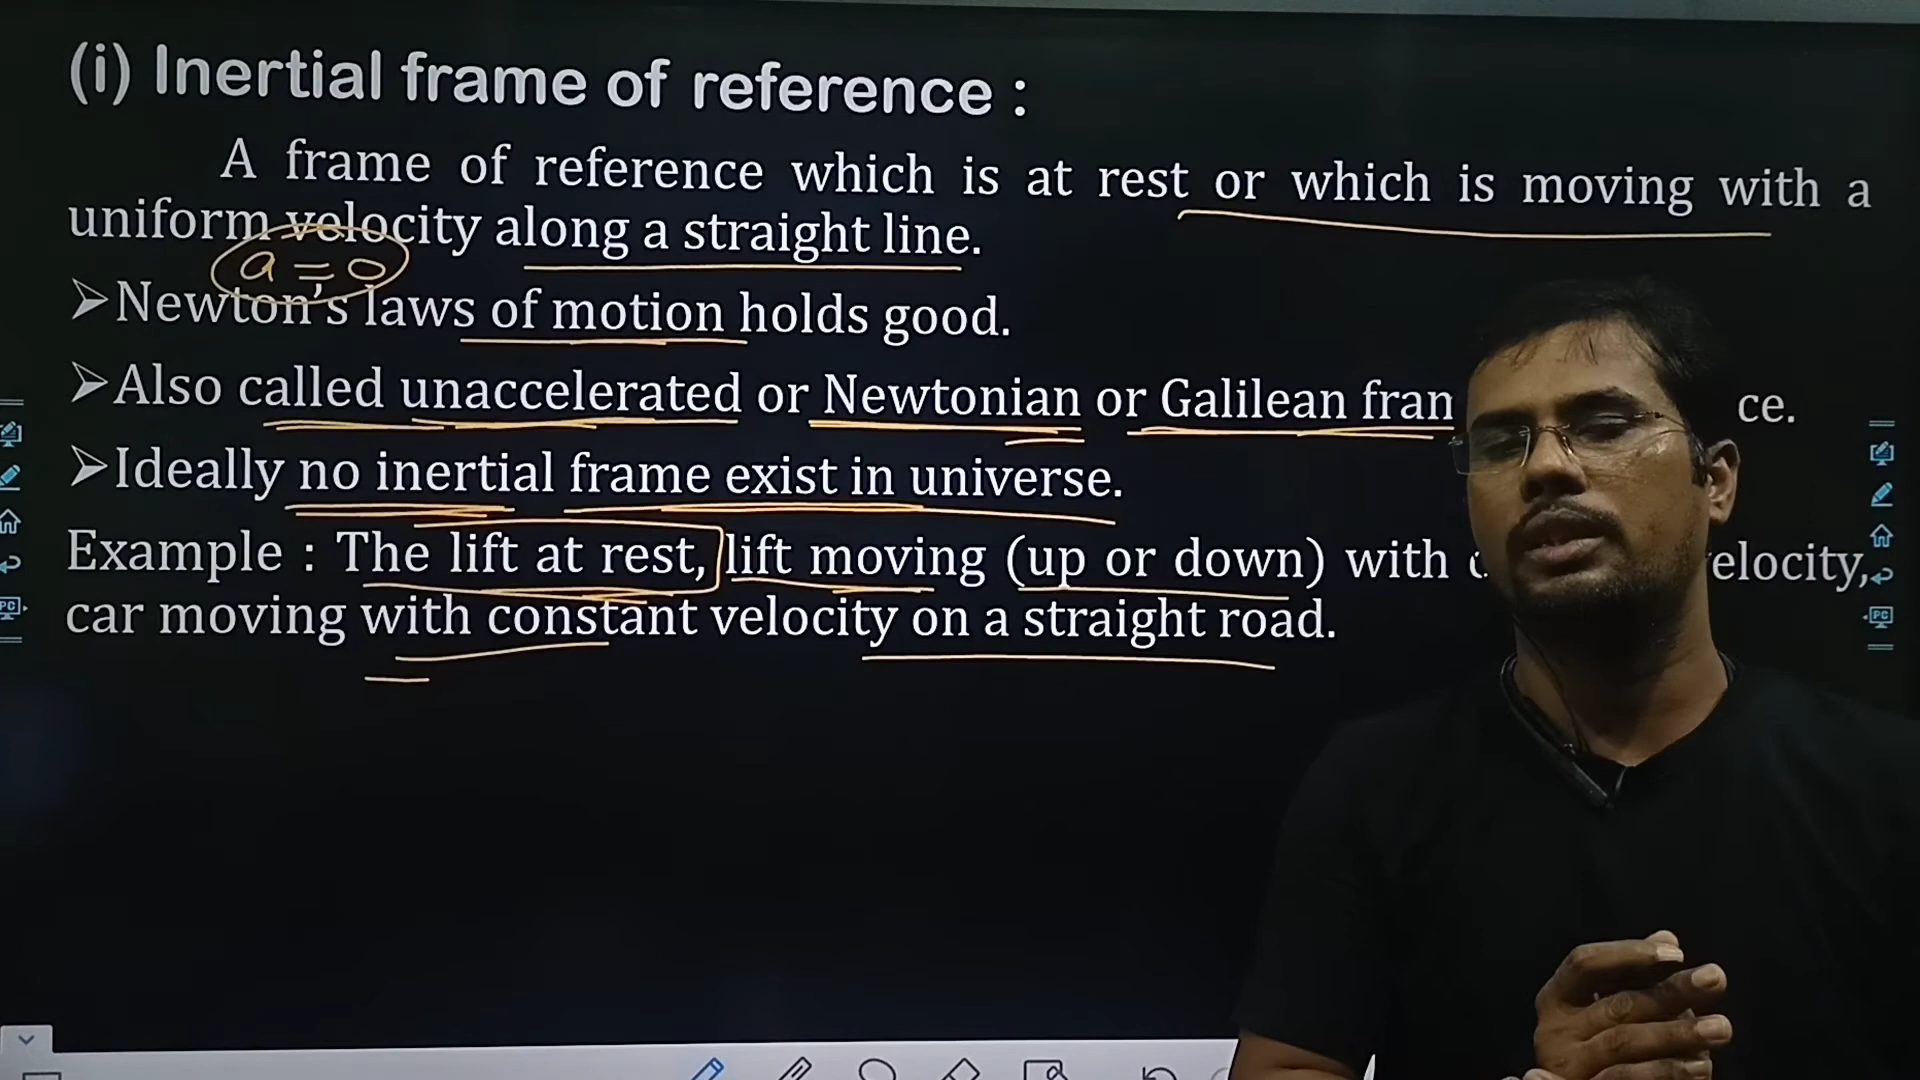 (i) Inertial frame of reference :
A frame of reference which is at rest or which is moving with a
uniform velocity along a straight line.
a = 0
➢Newton's laws of motion holds good.
➢Also called unaccelerated or Newtonian or Galilean fram ce.
➢Ideally no inertial frame exist in universe.
Example : The lift at rest, lift moving (up or down) with elocity,
car moving with constant velocity on a straight road.
PC
PC